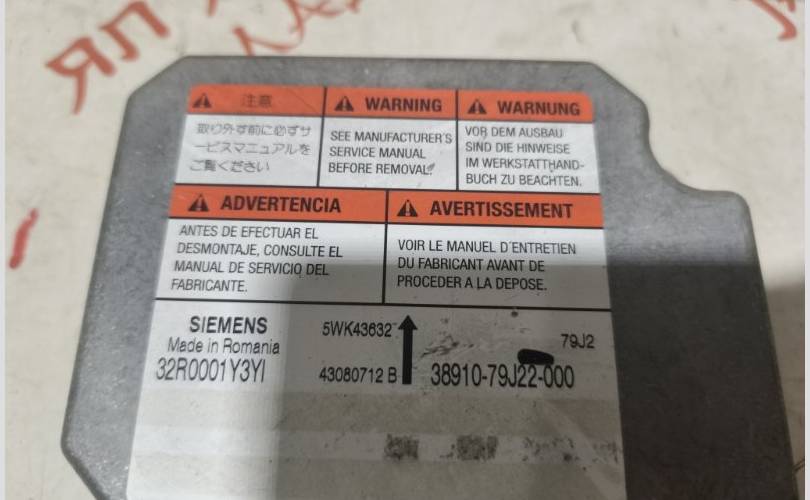 注意
取り外す前に必ずサ
ービスマニュアルを
ご覧ください
WARNING
SEE MANUFACTURER'S
SERVICE MANUAL
BEFORE REMOVAL!
WARNUNG
VOR DEM AUSBAU
SIND DIE HINWEISE
IM WERKSTATTHAND-
BUCH ZU BEACHTEN.
ADVERTENCIA
ANTES DE EFECTUAR EL
DESMONTAJE, CONSULTE EL
MANUAL DE SERVICIO DEL
FABRICANTE.
AVERTISSEMENT
VOIR LE MANUEL D´ENTRETIEN
DU FABRICANT AVANT DE
PROCEDER A LA DEPOSE.
SIEMENS
Made in Romania
32R0001Y3YI
5WK43632
43080712 B
79J2
38910-79J22-000